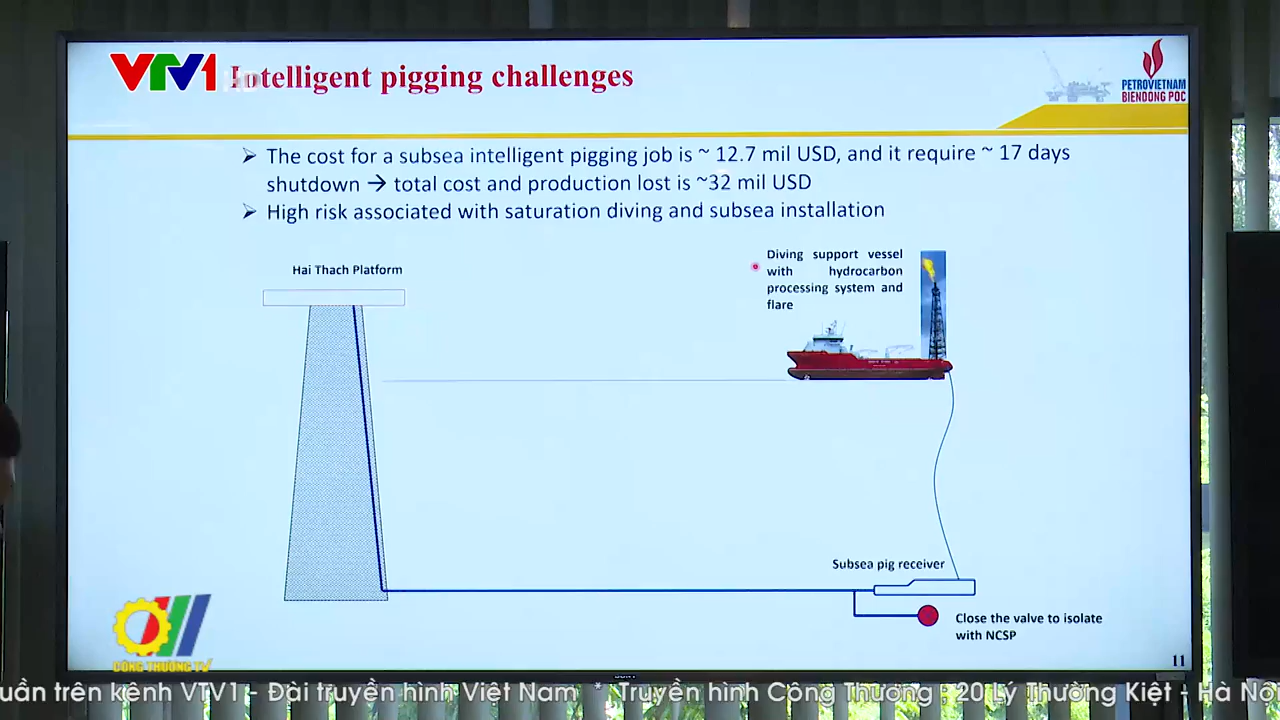 VTV1
Intelligent pigging challenges
PETROVIETNAM
BIENDONG POC
➢ The cost for a subsea intelligent pigging job is ~ 12.7 mil USD, and it require ~ 17 days
shutdown → total cost and production lost is ~32 mil USD
➢ High risk associated with saturation diving and subsea installation
Hai Thach Platform
Diving support vessel
with hydrocarbon
processing system and
flare
Subsea pig receiver
Close the valve to isolate
with NCSP
11
CÔNG THƯƠNG TV
uần trên kênh VTV1 - Đài truyền hình Việt Nam * Truyền hình Công Thương : 20 Lý Thường Kiệt - Hà Nội